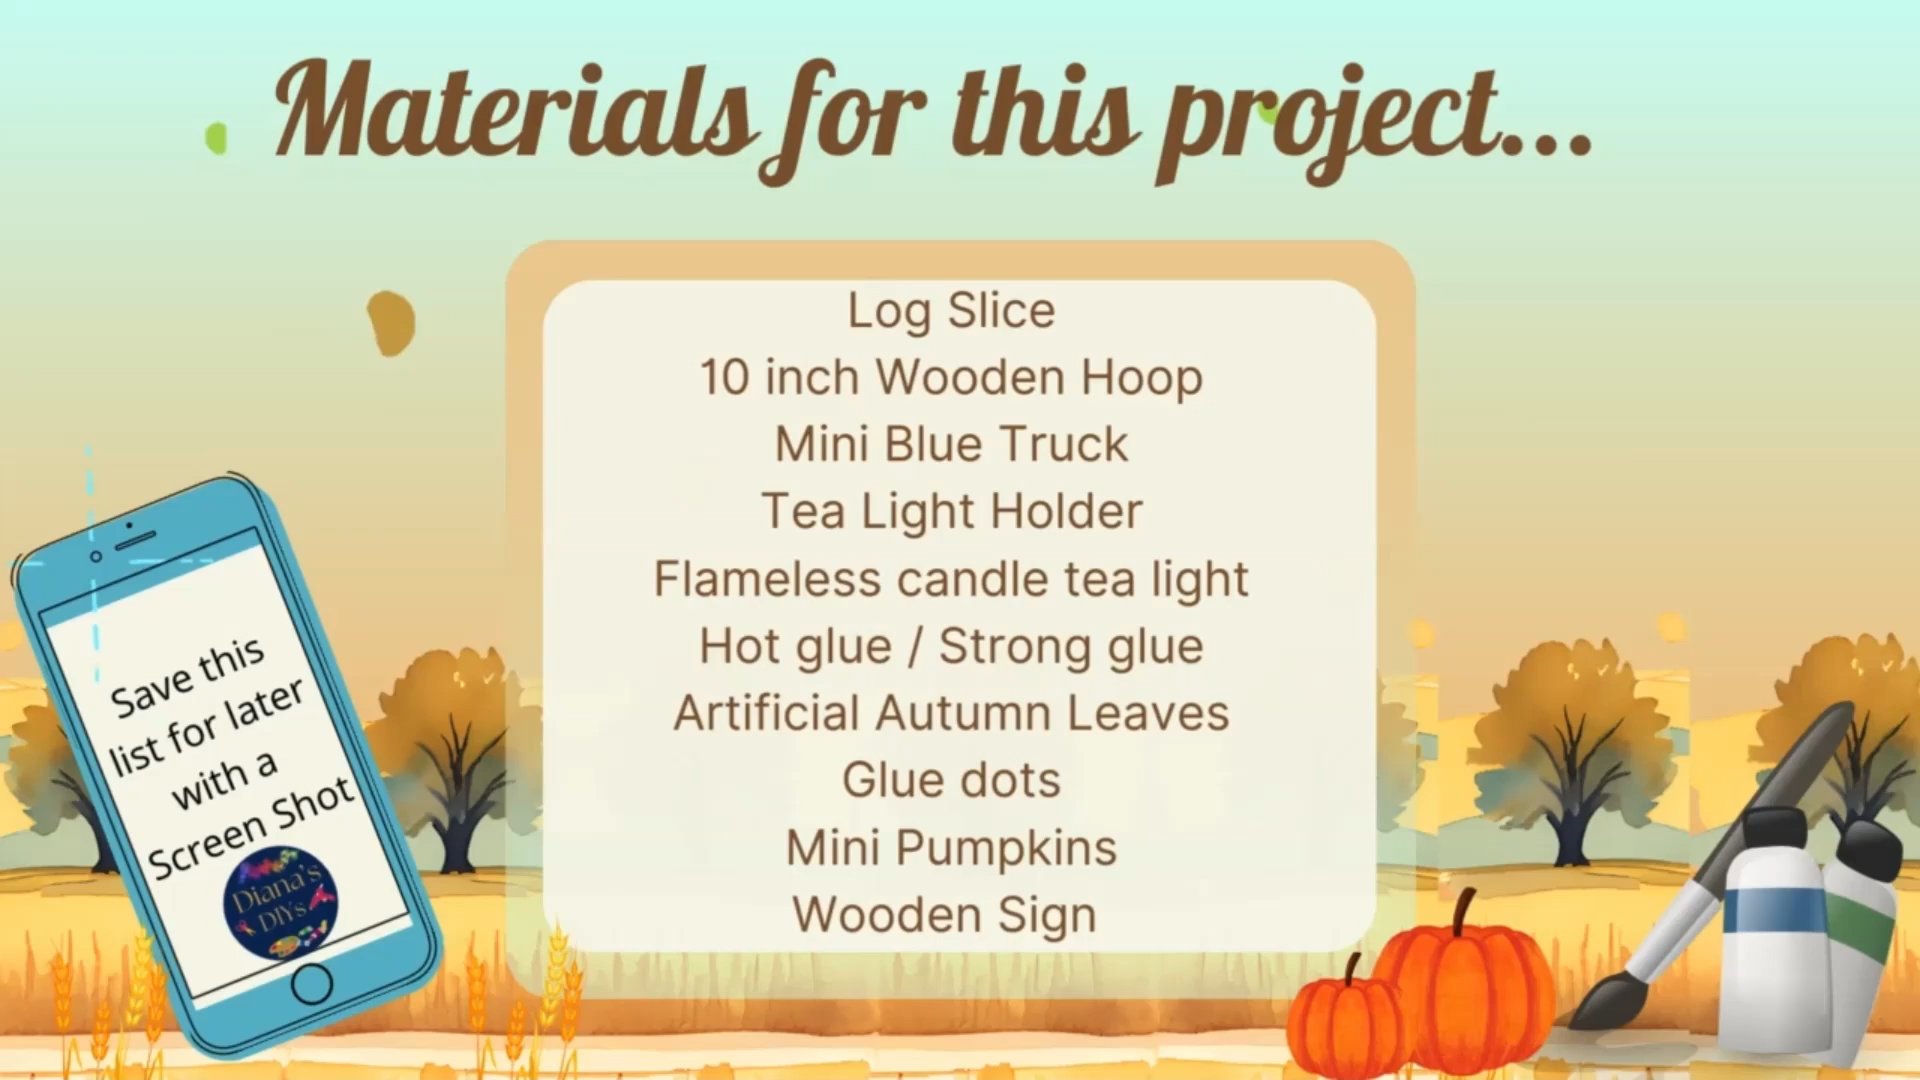 Materials for this project...
Log Slice
10 inch Wooden Hoop
Mini Blue Truck
Tea Light Holder
Flameless candle tea light
Hot glue / Strong glue
Artificial Autumn Leaves
Glue dots
Mini Pumpkins
Wooden Sign
Save this
list for later
with a
Screen Shot
Diana's
DIYs